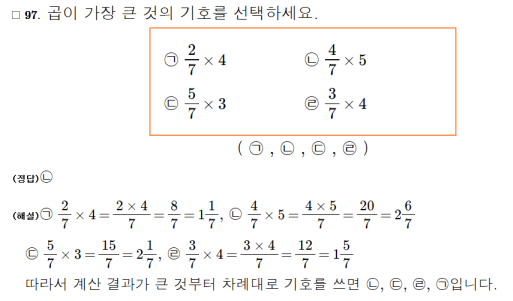 □ 97. 곱이 가장 큰 것의 기호를 선택하세요.
㉠ 2/7 × 4 ㉡ 4/7 × 5
㉢ 5/7 × 3 ㉣ 3/7 × 4
( ㉠ , ㉡ , ㉢ , ㉣ )
(정답)㉡
(해설)㉠ 2/7 × 4 = (2 × 4)/7 = 8/7 = 1 1/7, ㉡ 4/7 × 5 = (4 × 5)/7 = 20/7 = 2 6/7
㉢ 5/7 × 3 = 15/7 = 2 1/7, ㉣ 3/7 × 4 = (3 × 4)/7 = 12/7 = 1 5/7
따라서 계산 결과가 큰 것부터 차례대로 기호를 쓰면 ㉡, ㉢, ㉣, ㉠입니다.